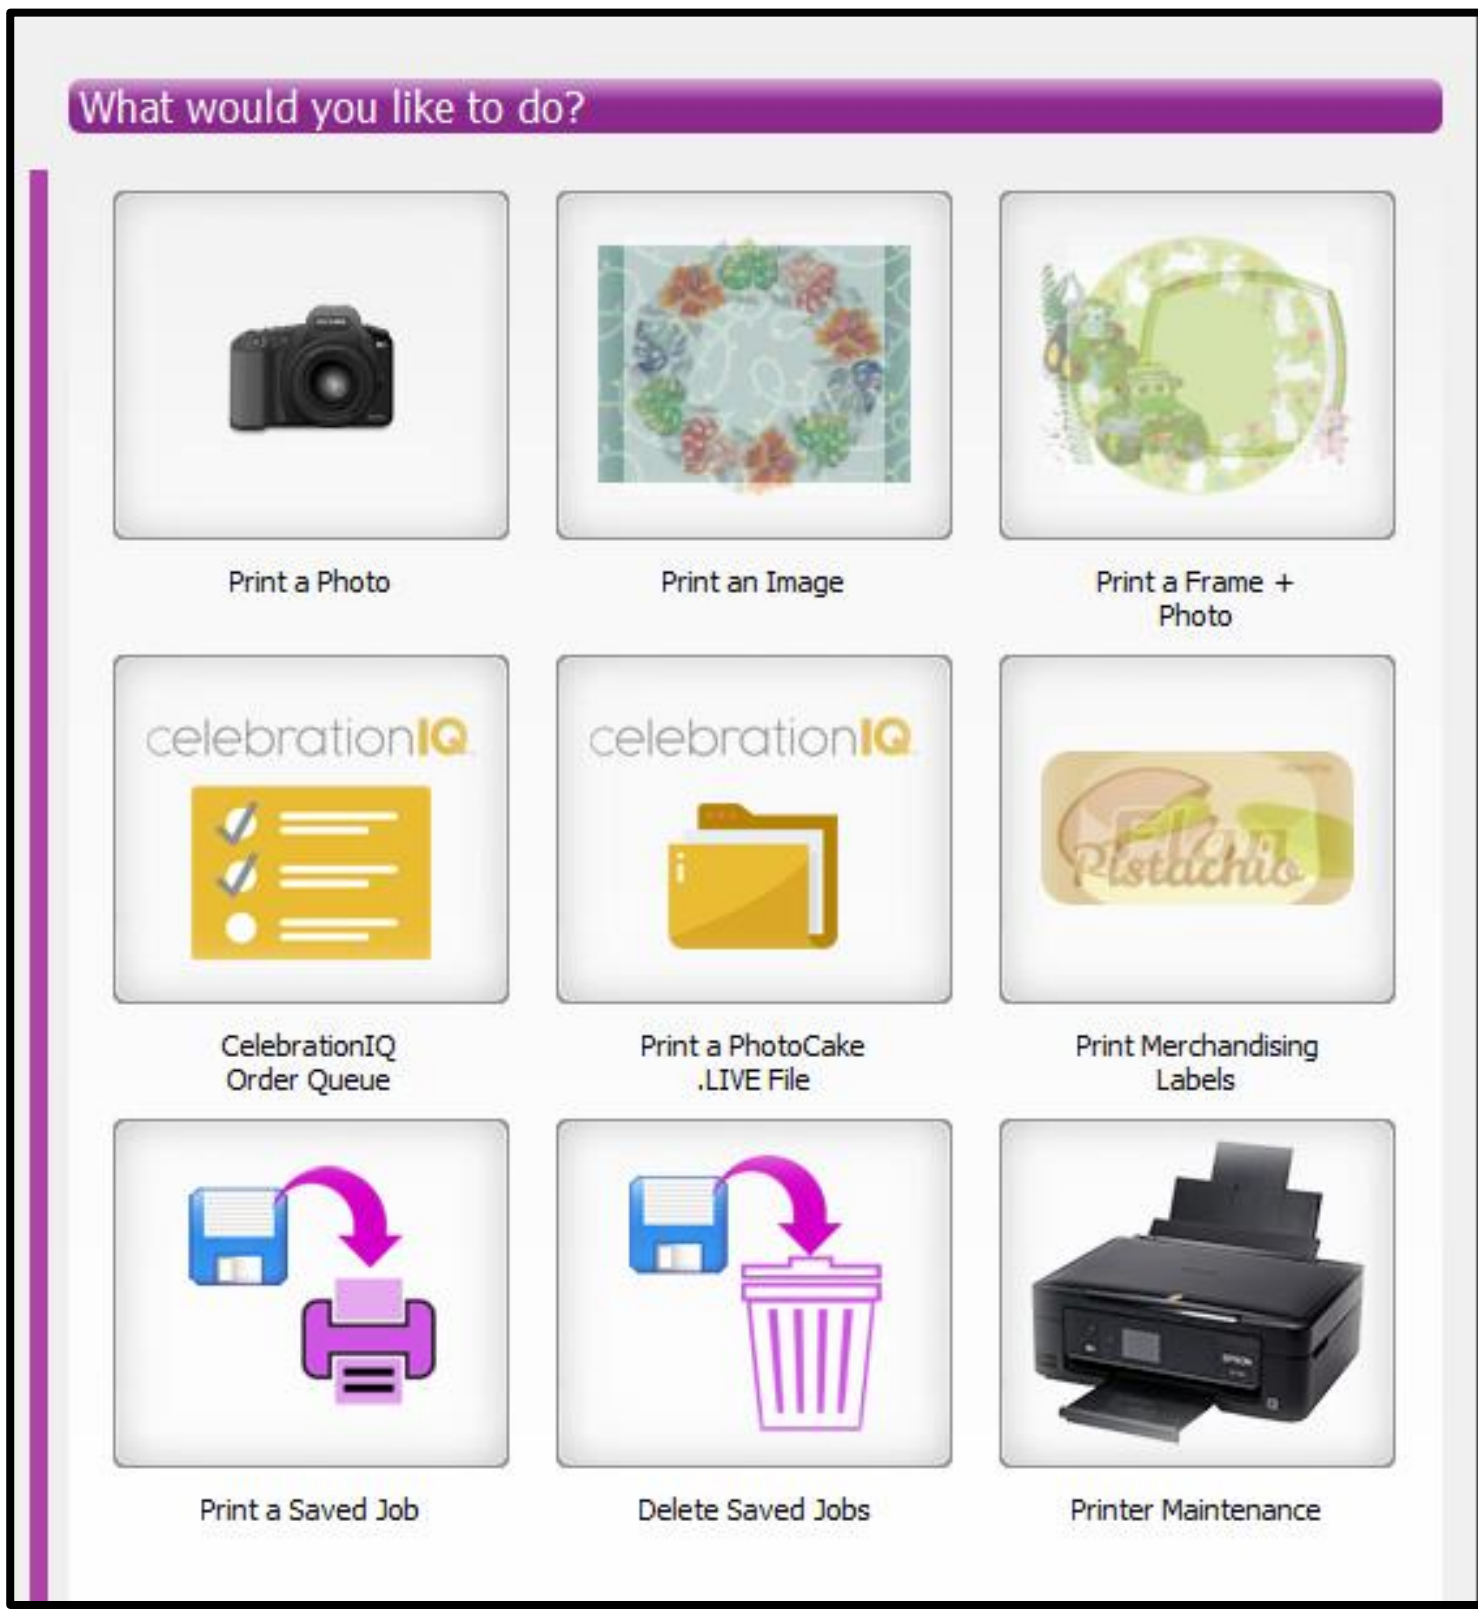 What would you like to do?
Print a Photo
Print an Image
Print a Frame +
Photo
celebrationIQ
celebrationIQ
Pistachio
CelebrationIQ
Order Queue
Print a PhotoCake
.LIVE File
Print Merchandising
Labels
EPSON
Print a Saved Job
Delete Saved Jobs
Printer Maintenance